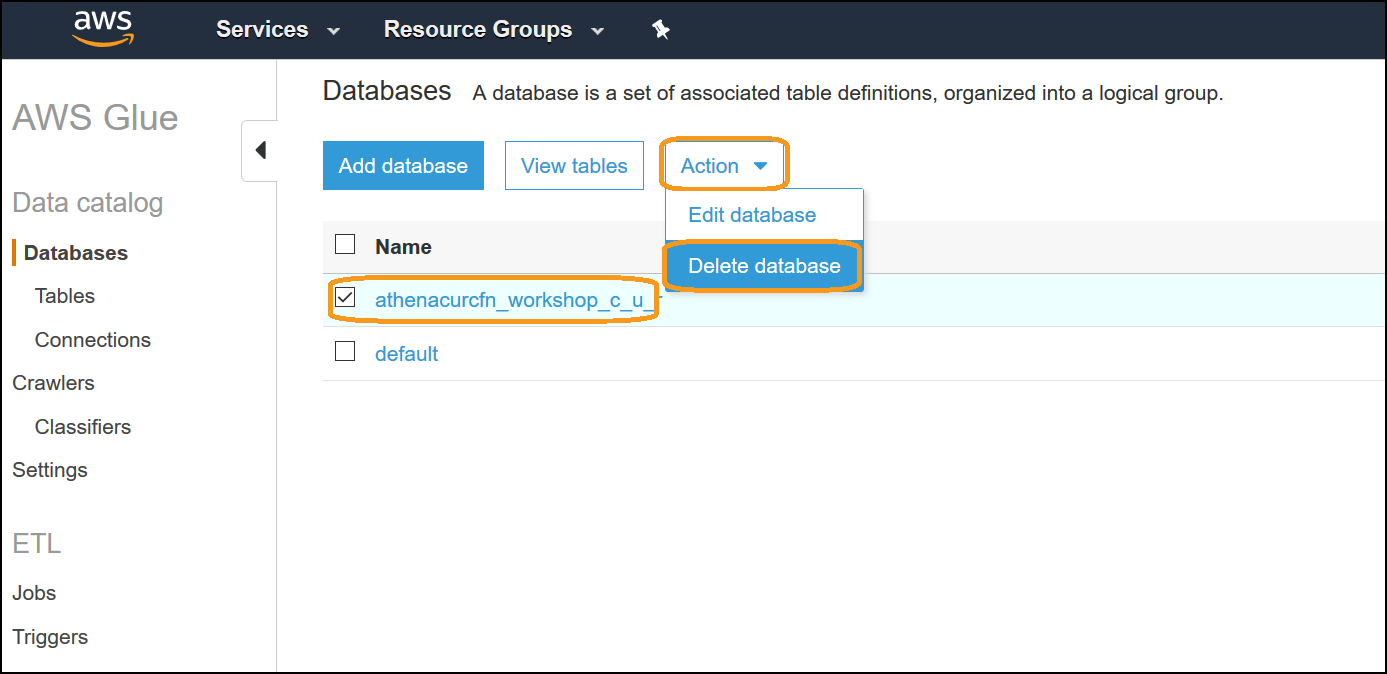 aws Services Resource Groups
AWS Glue
Data catalog
Databases
Tables
Connections
Crawlers
Classifiers
Settings
ETL
Jobs
Triggers
Databases A database is a set of associated table definitions, organized into a logical group.
Add database View tables Action
Edit database
Delete database
Name
athenacurcfn_workshop_c_u_r
default